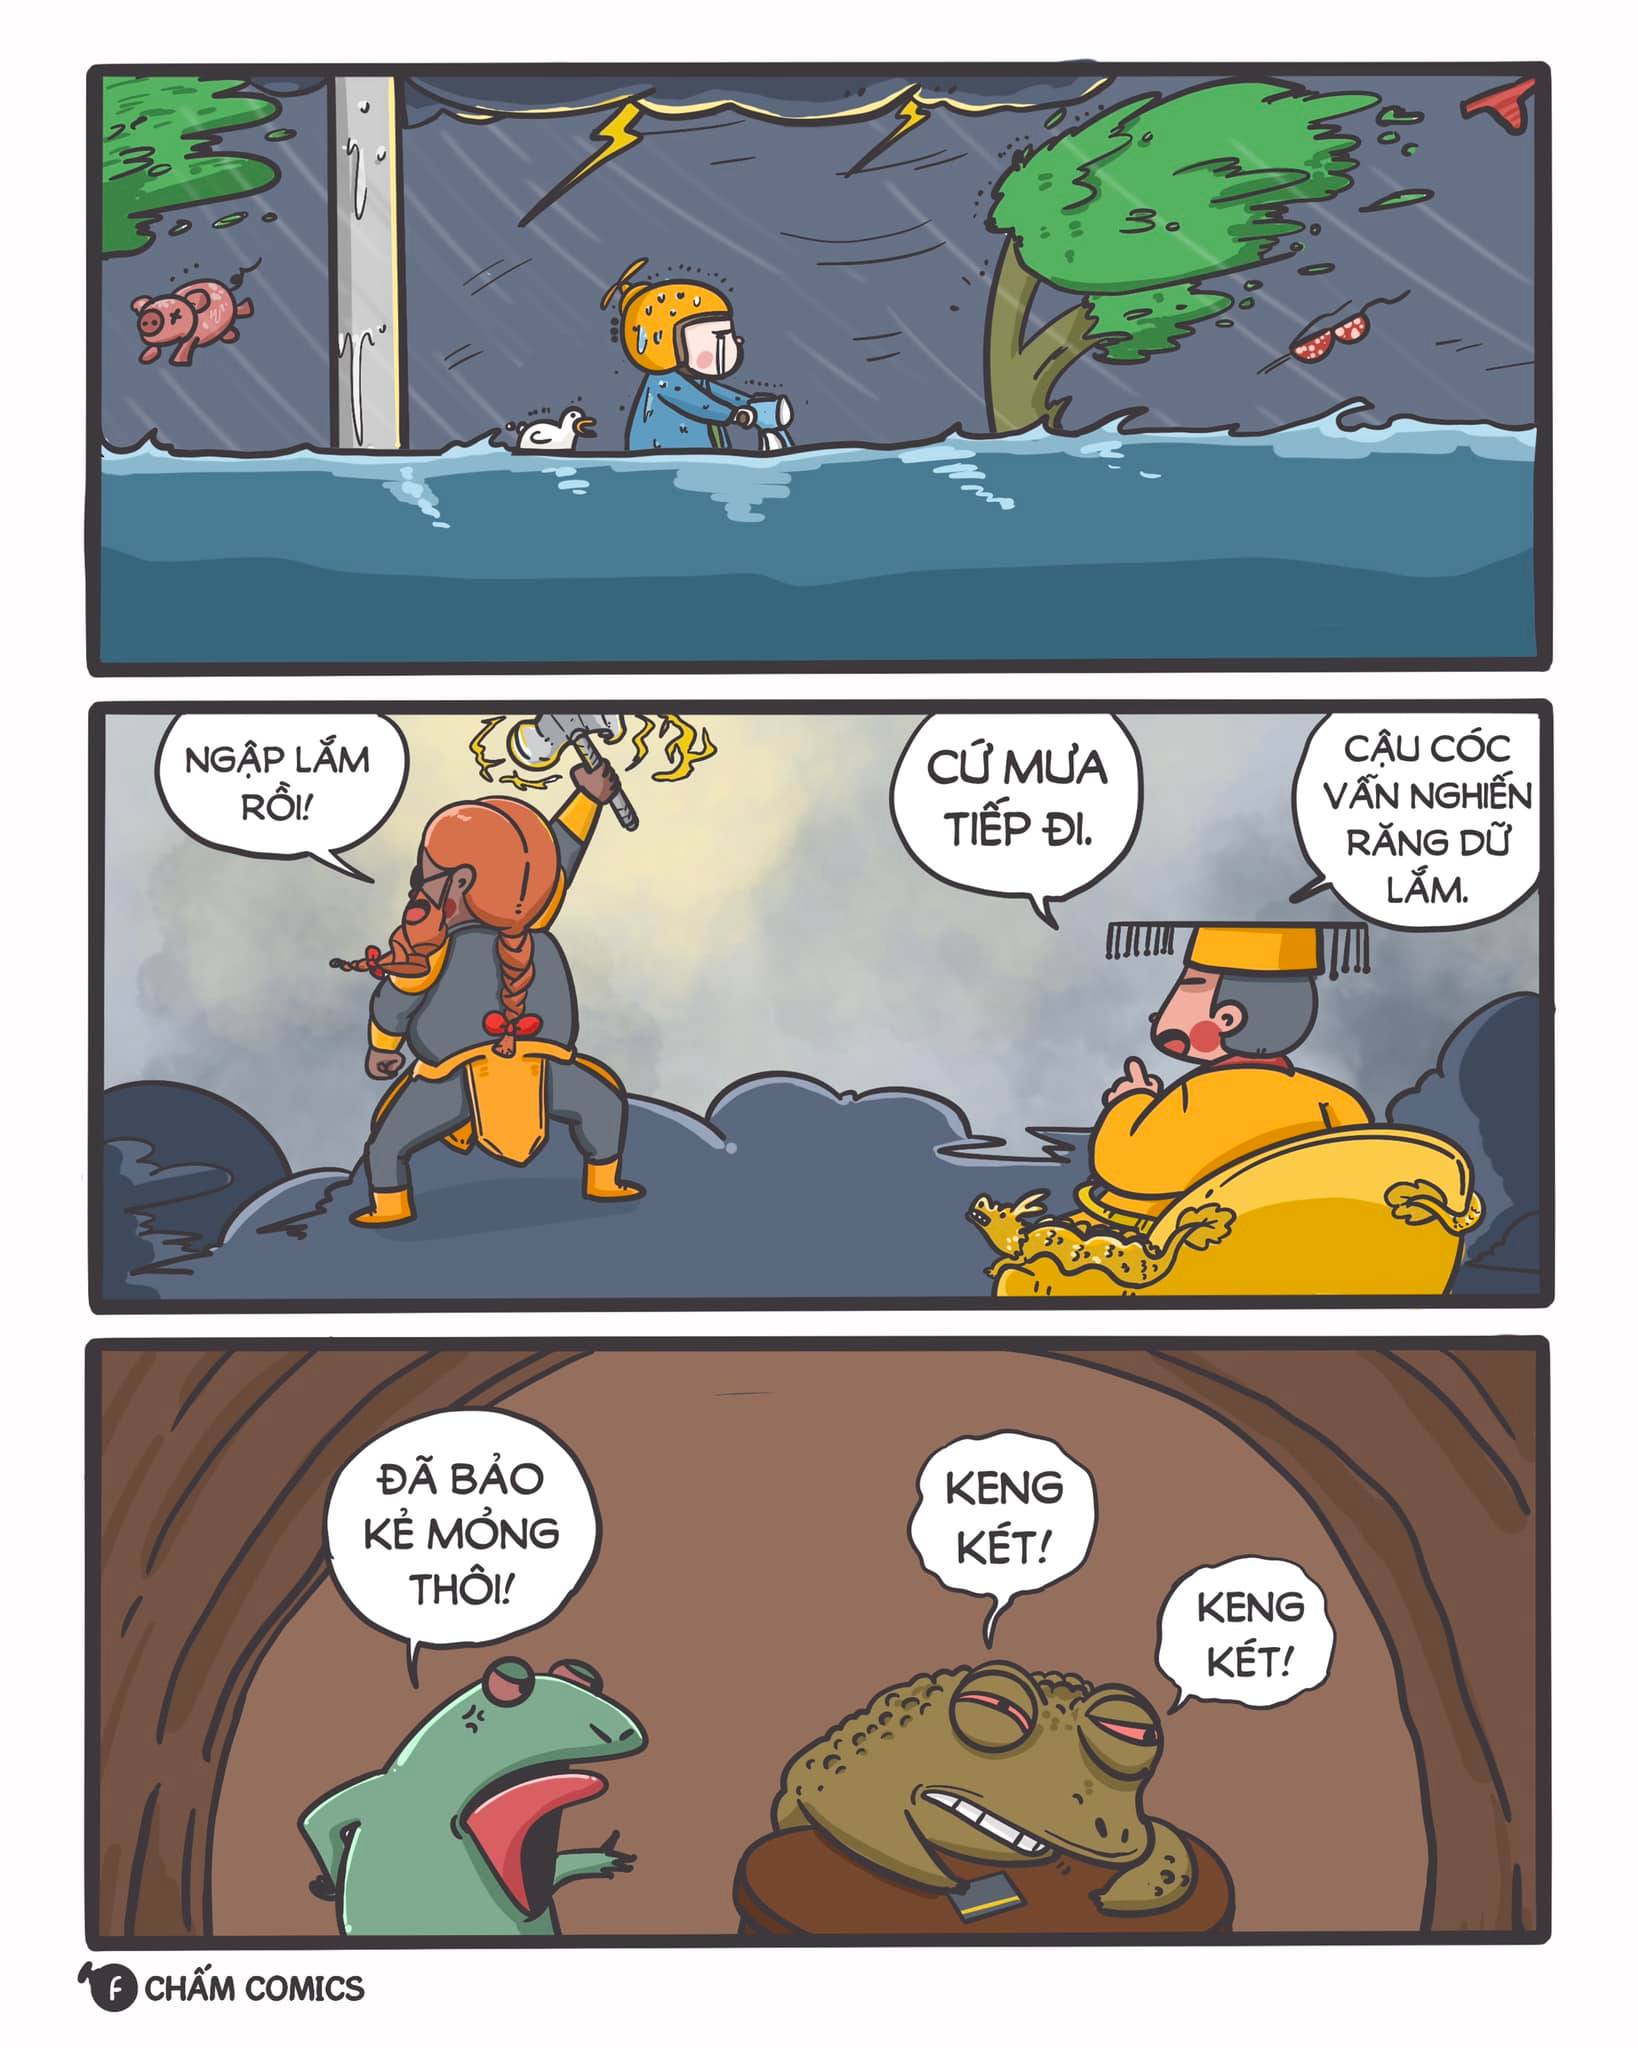 NGẬP LẮM
RỒI!
CỨ MƯA
TIẾP ĐI.
CẬU CÓC
VẪN NGHIẾN
RĂNG DỮ
LẮM.
ĐÃ BẢO
KẺ MỎNG
THÔI!
KENG
KÉT!
KENG
KÉT!
f CHẤM COMICS